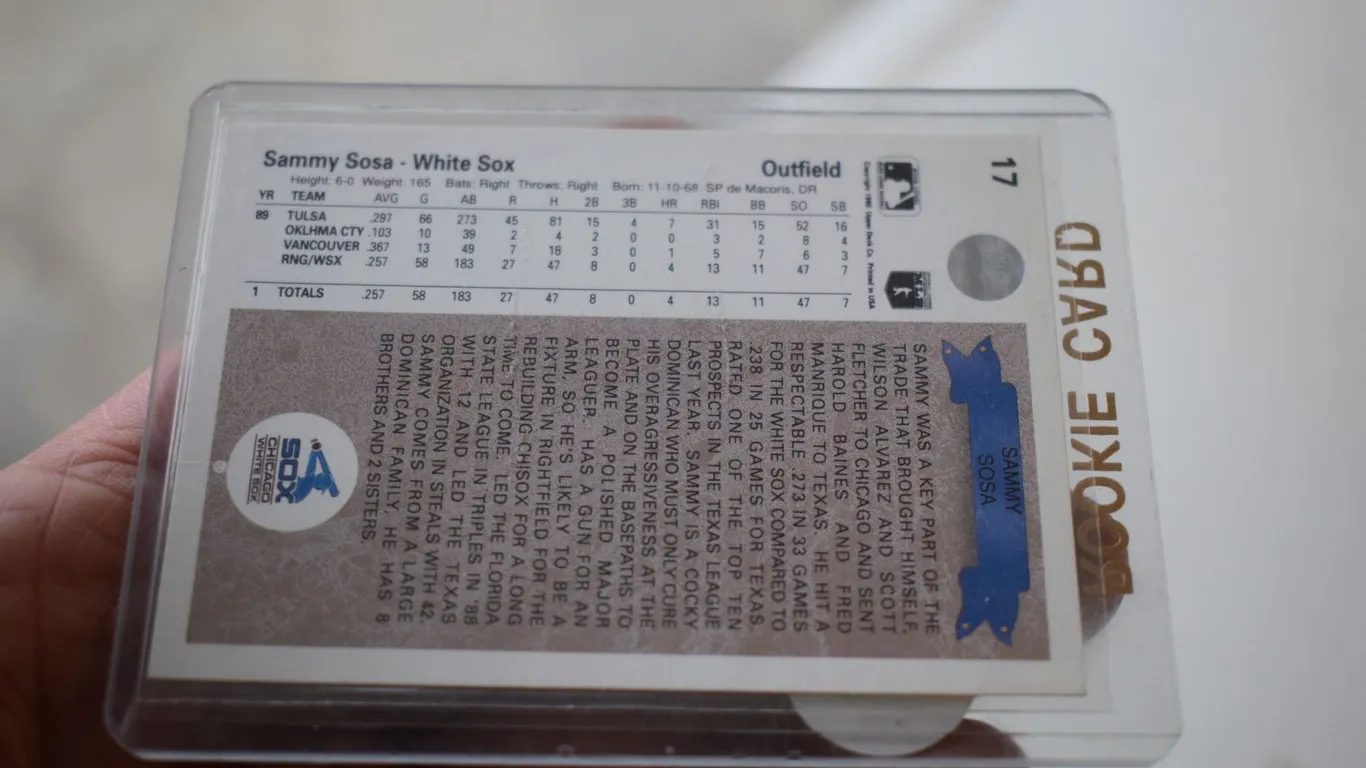 17
Sammy Sosa - White Sox Outfield
Height: 6-0 Weight: 165 Bats: Right Throws: Right Born: 11-10-68 SP de Macoris, DR
YR TEAM AVG G AB R H 2B 3B HR RBI BB SO SB
89 TULSA .297 66 273 45 81 15 4 7 31 15 52 16
OKLHMA CTY .103 10 39 2 4 2 0 0 3 2 8 4
VANCOUVER .367 13 49 7 18 3 0 1 5 7 6 3
RNG/WSX .257 58 183 27 47 8 0 4 13 11 47 7
1 TOTALS .257 58 183 27 47 8 0 4 13 11 47 7
Copyright 1990 Upper Deck Co. Printed in USA
SAMMY
SOSA
SAMMY WAS A KEY PART OF THE
TRADE THAT BROUGHT HIMSELF,
WILSON ALVAREZ AND SCOTT
FLETCHER TO CHICAGO AND SENT
HAROLD BAINES AND FRED
MANRIQUE TO TEXAS. HE HIT A
RESPECTABLE .273 IN 33 GAMES
FOR THE WHITE SOX COMPARED TO
.238 IN 25 GAMES FOR TEXAS.
RATED ONE OF THE TOP TEN
PROSPECTS IN THE TEXAS LEAGUE
LAST YEAR, SAMMY IS A COCKY
DOMINICAN WHO MUST ONLY CURE
HIS OVERAGRESSIVENESS AT THE
PLATE AND ON THE BASEPATHS TO
BECOME A POLISHED MAJOR
LEAGUER. HAS A GUN FOR AN
ARM, SO HE'S LIKELY TO BE A
FIXTURE IN RIGHTFIELD FOR THE
REBUILDING CHISOX FOR A LONG
TIME TO COME. LED THE FLORIDA
STATE LEAGUE IN TRIPLES IN '88
WITH 12 AND LED THE TEXAS
ORGANIZATION IN STEALS WITH 42.
SAMMY COMES FROM A LARGE
DOMINICAN FAMILY, HE HAS 8
BROTHERS AND 2 SISTERS.
SOX
CHICAGO
WHITE SOX
ROOKIE CARD